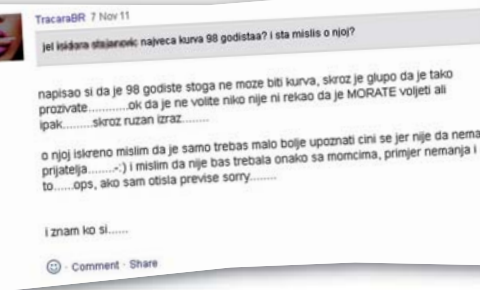 TracaraBR 7 Nov 11
jel isidora stojanovic najveca kurva 98 godistaa? i sta mislis o njoj?
napisao si da je 98 godiste stoga ne moze biti kurva, skroz je glupo da je tako
prozivate............ok da je ne volite niko nije ni rekao da je MORATE voljeti ali
ipak.........skroz ruzan izraz........
o njoj iskreno mislim da je samo trebas malo bolje upoznati cini se jer nije da nema
prijatelja........-:) i mislim da nije bas trebala onako sa momcima, primjer nemanja i
to......ops, ako sam otisla previse sorry........
i znam ko si......
· Comment · Share